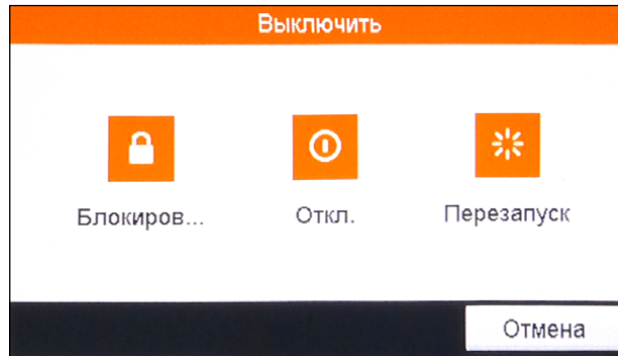 Выключить
Блокиров...
Откл.
Перезапуск
Отмена